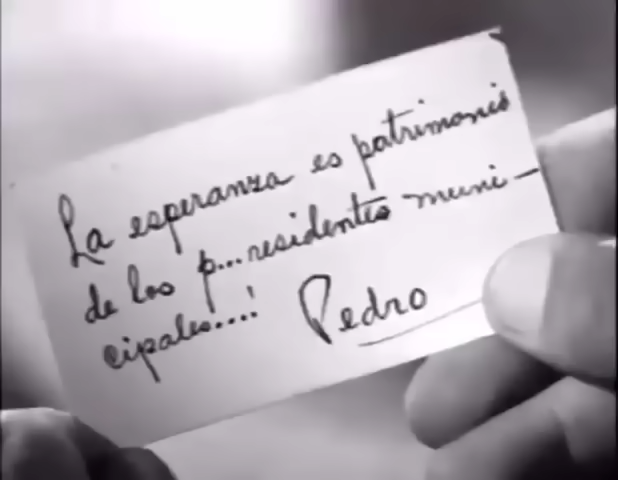 La esperanza es patrimonio
de los p...residentes muni-
cipales....!
Pedro